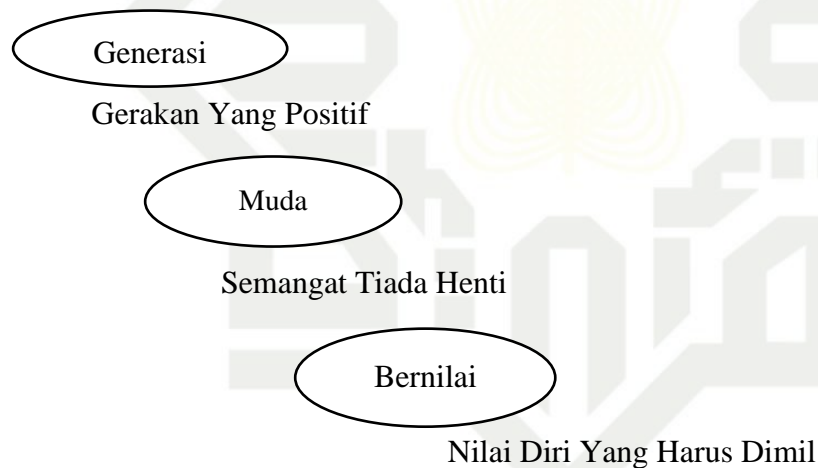 Generasi
Gerakan Yang Positif
Muda
Semangat Tiada Henti
Bernilai
Nilai Diri Yang Harus Dimil